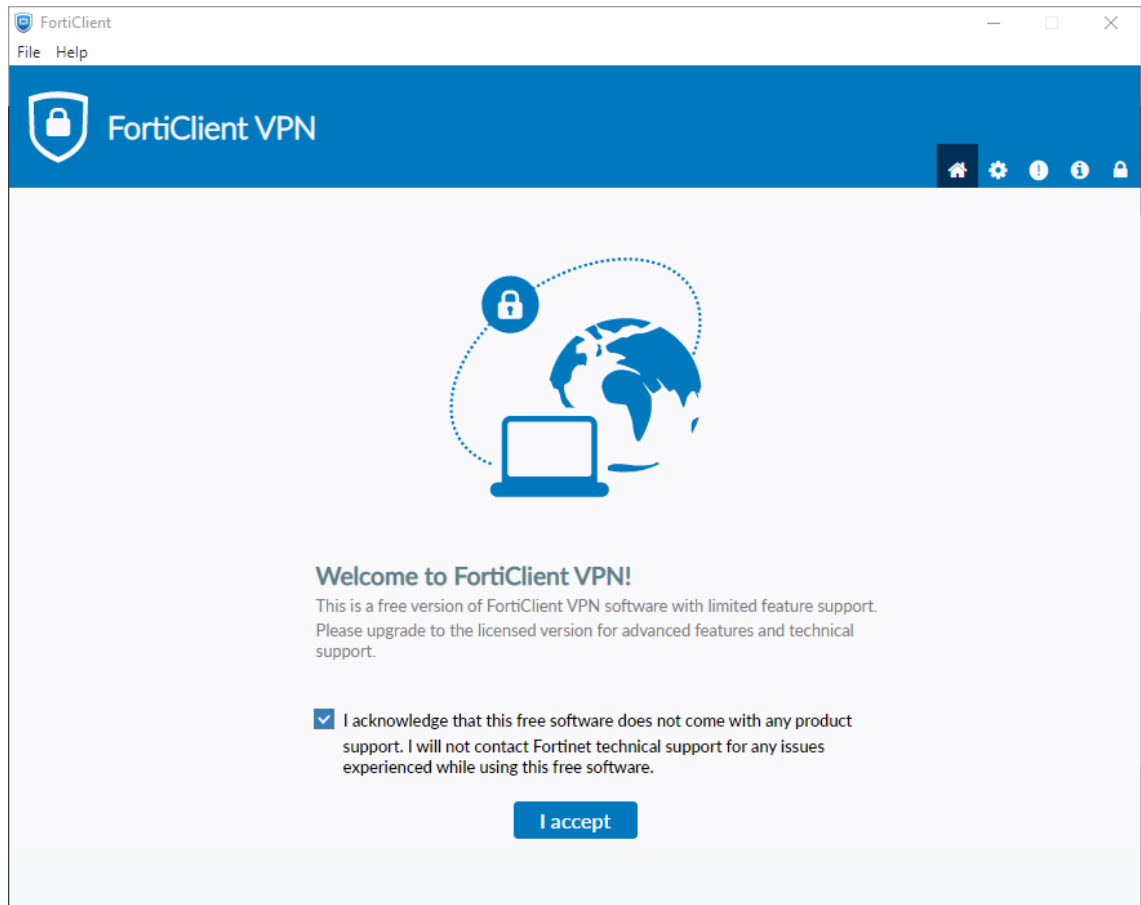 FortiClient
File Help
FortiClient VPN
Welcome to FortiClient VPN!
This is a free version of FortiClient VPN software with limited feature support.
Please upgrade to the licensed version for advanced features and technical
support.
I acknowledge that this free software does not come with any product
support. I will not contact Fortinet technical support for any issues
experienced while using this free software.
I accept